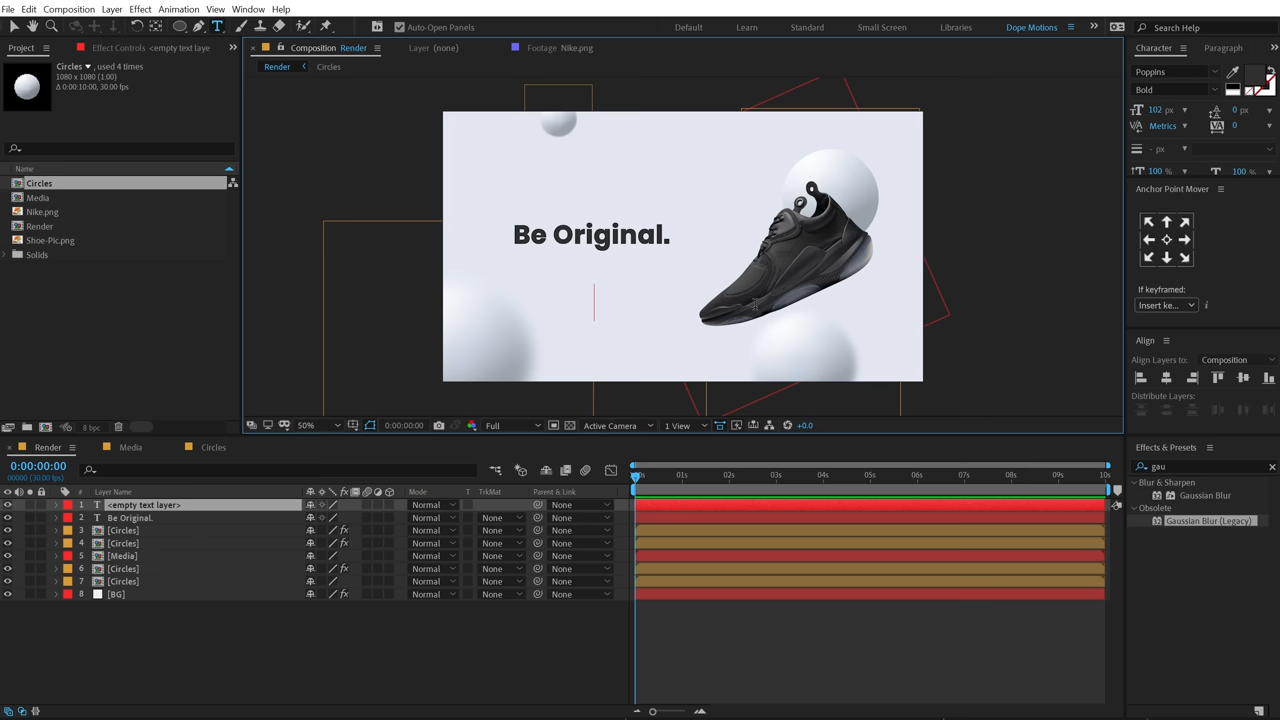 File Edit Composition Layer Effect Animation View Window Help
Auto-Open Panels Default Learn Standard Small Screen Libraries Dope Motions Search Help
Project Effect Controls <empty text laye Composition Render Layer (none) Footage Nike.png Character Paragraph
Circles , used 4 times Render Circles
1080 x 1080 (1.00) Poppins
Δ 0:00:10:00, 30.00 fps Bold
102 px 0 px
Metrics 0
- px
Name 100 % 100 %
Circles Anchor Point Mover
Media
Nike.png
Render Be Original.
Shoe-Pic.png
Solids
If keyframed:
Insert ke... i
Align
Align Layers to: Composition
Distribute Layers:
8 bpc 50% 0:00:00:00 Full Active Camera 1 View +0.0
Render Media Circles Effects & Presets
0:00:00:00 gau
00000 (30.00 fps) 01s 02s 03s 04s 05s 06s 07s 08s 09s 10s
Blur & Sharpen
# Layer Name Mode T TrkMat Parent & Link Gaussian Blur
1 <empty text layer> Normal None Obsolete
2 Be Original. Normal None None Gaussian Blur (Legacy)
3 [Circles] Normal None None
4 [Circles] Normal None None
5 [Media] Normal None None
6 [Circles] Normal None None
7 [Circles] Normal None None
8 [BG] Normal None None